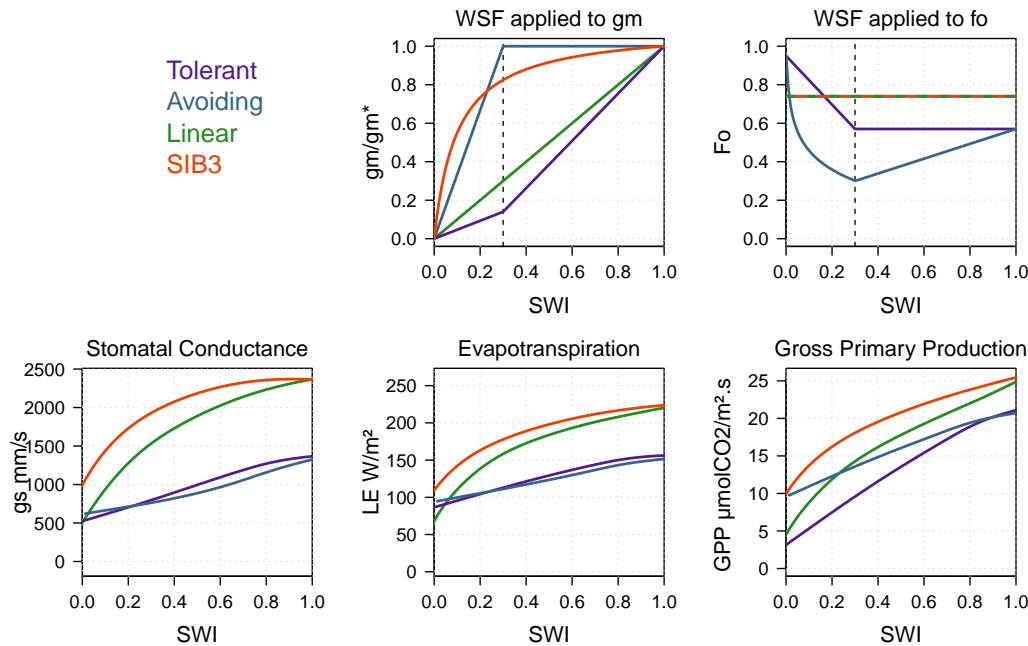 Tolerant
Avoiding
Linear
SIB3
WSF applied to gm
gm/gm*
1.0
0.8
0.6
0.4
0.2
0.0
0.0 0.2 0.4 0.6 0.8 1.0
SWI
WSF applied to fo
Fo
1.0
0.8
0.6
0.4
0.2
0.0
0.0 0.2 0.4 0.6 0.8 1.0
SWI
Stomatal Conductance
gs mm/s
2500
2000
1500
1000
500
0
0.0 0.2 0.4 0.6 0.8 1.0
SWI
Evapotranspiration
LE W/m²
250
200
150
100
50
0
0.0 0.2 0.4 0.6 0.8 1.0
SWI
Gross Primary Production
GPP µmolCO2/m².s
25
20
15
10
5
0
0.0 0.2 0.4 0.6 0.8 1.0
SWI